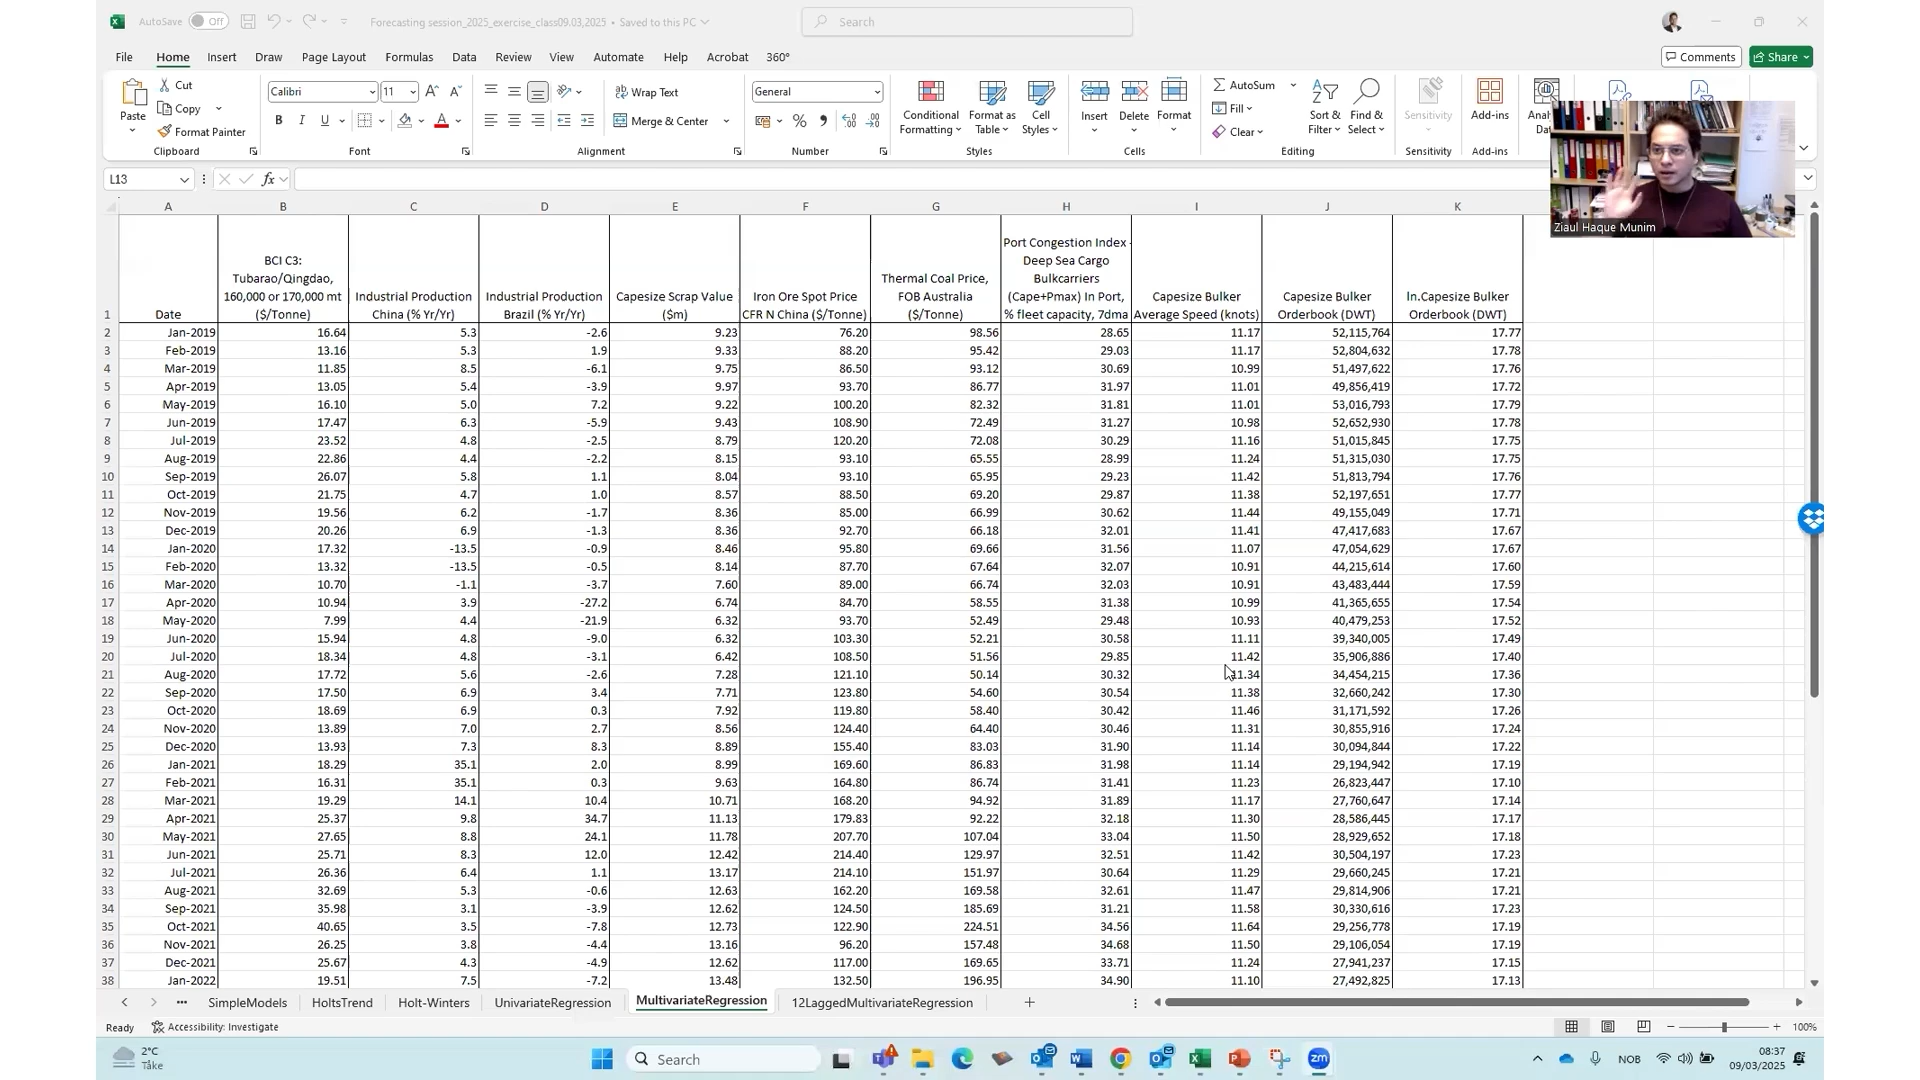 AutoSave Off Forecasting session_2025_exercise_class09.03,2025 • Saved to this PC Search
File Home Insert Draw Page Layout Formulas Data Review View Automate Help Acrobat 360° Comments Share
Paste Cut Copy Format Painter Clipboard
Calibri 11 B I U A Font
Wrap Text Merge & Center Alignment
General % Number
Conditional Formatting Format as Table Cell Styles Styles
Insert Delete Format Cells
AutoSum Fill Clear Sort & Filter Find & Select Editing
Sensitivity Sensitivity
Add-ins Add-ins
Ziaul Haque Munim
L13 fx
A B C D E F G H I J K
1 Date BCI C3: Tubarao/Qingdao, 160,000 or 170,000 mt ($/Tonne) Industrial Production China (% Yr/Yr) Industrial Production Brazil (% Yr/Yr) Capesize Scrap Value ($m) Iron Ore Spot Price CFR N China ($/Tonne) Thermal Coal Price, FOB Australia ($/Tonne) Port Congestion Index - Deep Sea Cargo Bulkcarriers (Cape+Pmax) In Port, % fleet capacity, 7dma Capesize Bulker Average Speed (knots) Capesize Bulker Orderbook (DWT) ln.Capesize Bulker Orderbook (DWT)
2 Jan-2019 16.64 5.3 -2.6 9.23 76.20 98.56 28.65 11.17 52,115,764 17.77
3 Feb-2019 13.16 5.3 1.9 9.33 88.20 95.42 29.03 11.17 52,804,632 17.78
4 Mar-2019 11.85 8.5 -6.1 9.75 86.50 93.12 30.69 10.99 51,497,622 17.76
5 Apr-2019 13.05 5.4 -3.9 9.97 93.70 86.77 31.97 11.01 49,856,419 17.72
6 May-2019 16.10 5.0 7.2 9.22 100.20 82.32 31.81 11.01 53,016,793 17.79
7 Jun-2019 17.47 6.3 -5.9 9.43 108.90 72.49 31.27 10.98 52,652,930 17.78
8 Jul-2019 23.52 4.8 -2.5 8.79 120.20 72.08 30.29 11.16 51,015,845 17.75
9 Aug-2019 22.86 4.4 -2.2 8.15 93.10 65.55 28.99 11.24 51,315,030 17.75
10 Sep-2019 26.07 5.8 1.1 8.04 93.10 65.95 29.23 11.42 51,813,794 17.76
11 Oct-2019 21.75 4.7 1.0 8.57 88.50 69.20 29.87 11.38 52,197,651 17.77
12 Nov-2019 19.56 6.2 -1.7 8.36 85.00 66.99 30.62 11.44 49,155,049 17.71
13 Dec-2019 20.26 6.9 -1.3 8.36 92.70 66.18 32.01 11.41 47,417,683 17.67
14 Jan-2020 17.32 -13.5 -0.9 8.46 95.80 69.66 31.56 11.07 47,054,629 17.67
15 Feb-2020 13.32 -13.5 -0.5 8.14 87.70 67.64 32.07 10.91 44,215,614 17.60
16 Mar-2020 10.70 -1.1 -3.7 7.60 89.00 66.74 32.03 10.91 43,483,444 17.59
17 Apr-2020 10.94 3.9 -27.2 6.74 84.70 58.55 31.38 10.99 41,365,655 17.54
18 May-2020 7.99 4.4 -21.9 6.32 93.70 52.49 29.48 10.93 40,479,253 17.52
19 Jun-2020 15.94 4.8 -9.0 6.32 103.30 52.21 30.58 11.11 39,340,005 17.49
20 Jul-2020 18.34 4.8 -3.1 6.42 108.50 51.56 29.85 11.42 35,906,886 17.40
21 Aug-2020 17.72 5.6 -2.6 7.28 121.10 50.14 30.32 11.34 34,454,215 17.36
22 Sep-2020 17.50 6.9 3.4 7.71 123.80 54.60 30.54 11.38 32,660,242 17.30
23 Oct-2020 18.69 6.9 0.3 7.92 119.80 58.40 30.42 11.46 31,171,592 17.26
24 Nov-2020 13.89 7.0 2.7 8.56 124.40 64.40 30.46 11.31 30,855,916 17.24
25 Dec-2020 13.93 7.3 8.3 8.89 155.40 83.03 31.90 11.14 30,094,844 17.22
26 Jan-2021 18.29 35.1 2.0 8.99 169.60 86.83 31.98 11.14 29,194,942 17.19
27 Feb-2021 16.31 35.1 0.3 9.63 164.80 86.74 31.41 11.23 26,823,447 17.10
28 Mar-2021 19.29 14.1 10.4 10.71 168.20 94.92 31.89 11.17 27,760,647 17.14
29 Apr-2021 25.37 9.8 34.7 11.13 179.83 92.22 32.18 11.30 28,586,445 17.17
30 May-2021 27.65 8.8 24.1 11.78 207.70 107.04 33.04 11.50 28,929,652 17.18
31 Jun-2021 25.71 8.3 12.0 12.42 214.40 129.97 32.51 11.42 30,504,197 17.23
32 Jul-2021 26.36 6.4 1.1 13.17 214.10 151.97 30.64 11.29 29,660,245 17.21
33 Aug-2021 32.69 5.3 -0.6 12.63 162.20 169.58 32.61 11.47 29,814,906 17.21
34 Sep-2021 35.98 3.1 -3.9 12.62 124.50 185.69 31.21 11.58 30,330,616 17.23
35 Oct-2021 40.65 3.5 -7.8 12.73 122.90 224.51 34.56 11.64 29,256,778 17.19
36 Nov-2021 26.25 3.8 -4.4 13.16 96.20 157.48 34.68 11.50 29,106,054 17.19
37 Dec-2021 25.67 4.3 -4.9 12.62 117.00 169.65 33.71 11.24 27,941,237 17.15
38 Jan-2022 19.51 7.5 -7.2 13.48 132.50 196.95 34.90 11.10 27,492,825 17.13
SimpleModels HoltsTrend Holt-Winters UnivariateRegression MultivariateRegression 12LaggedMultivariateRegression
Ready Accessibility: Investigate 100%
2°C Tåke Search zm NOB 08:37 09/03/2025